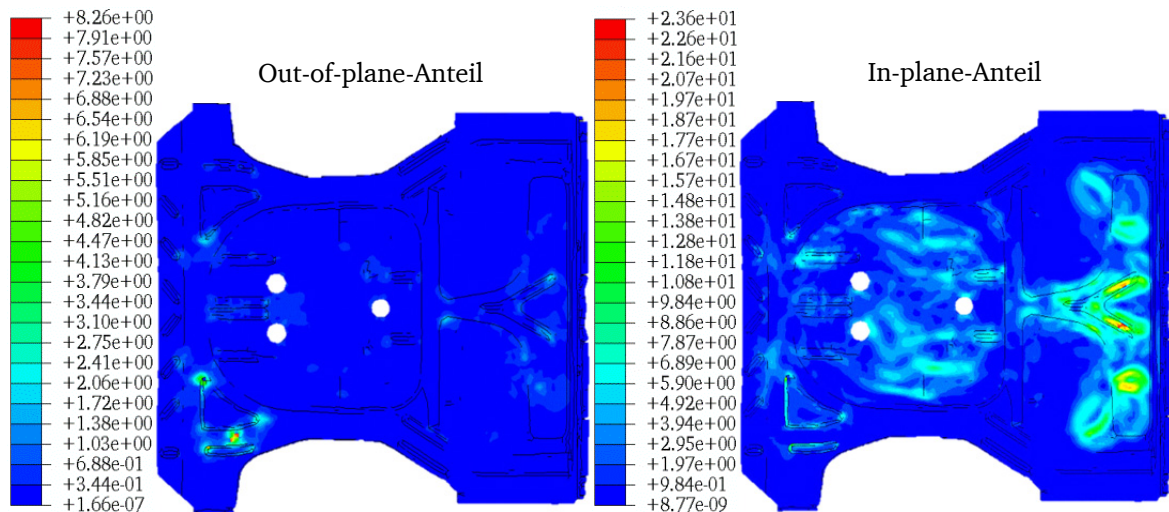 +8.26e+00
+7.91e+00
+7.57e+00
+7.23e+00
+6.88e+00
+6.54e+00
+6.19e+00
+5.85e+00
+5.51e+00
+5.16e+00
+4.82e+00
+4.47e+00
+4.13e+00
+3.79e+00
+3.44e+00
+3.10e+00
+2.75e+00
+2.41e+00
+2.06e+00
+1.72e+00
+1.38e+00
+1.03e+00
+6.88e-01
+3.44e-01
+1.66e-07
Out-of-plane-Anteil
+2.36e+01
+2.26e+01
+2.16e+01
+2.07e+01
+1.97e+01
+1.87e+01
+1.77e+01
+1.67e+01
+1.57e+01
+1.48e+01
+1.38e+01
+1.28e+01
+1.18e+01
+1.08e+01
+9.84e+00
+8.86e+00
+7.87e+00
+6.89e+00
+5.90e+00
+4.92e+00
+3.94e+00
+2.95e+00
+1.97e+00
+9.84e-01
+8.77e-09
In-plane-Anteil